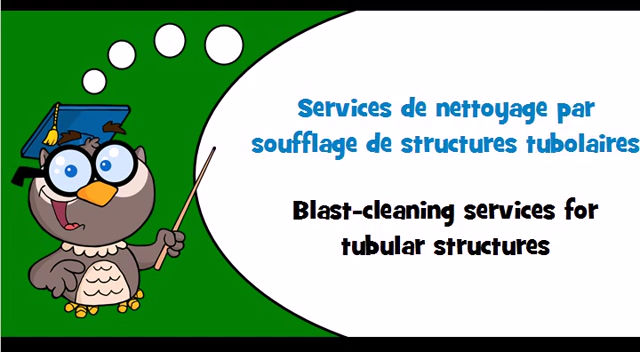 Services de nettoyage par
soufflage de structures tubolaires
Blast-cleaning services for
tubular structures